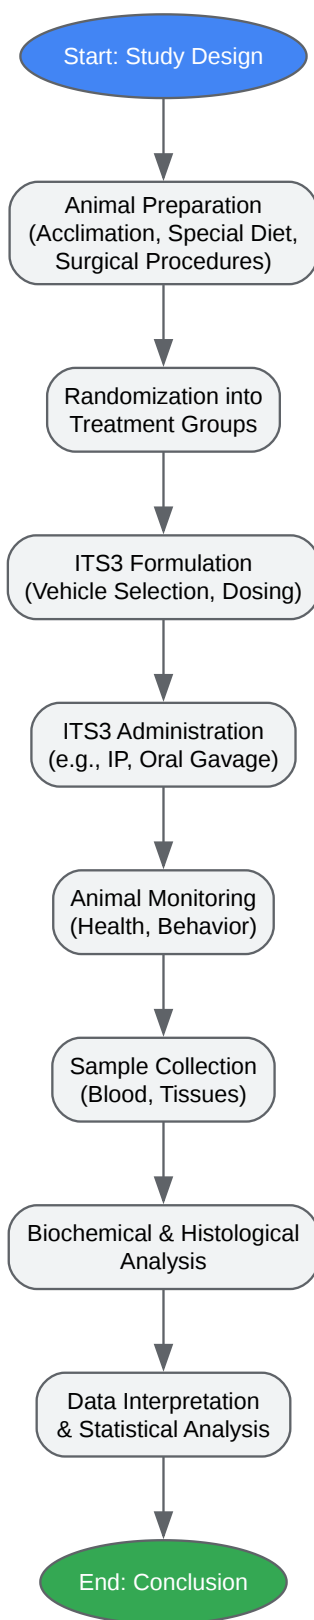 Start: Study Design
Animal Preparation
(Acclimation, Special Diet,
Surgical Procedures)
Randomization into
Treatment Groups
ITS3 Formulation
(Vehicle Selection, Dosing)
ITS3 Administration
(e.g., IP, Oral Gavage)
Animal Monitoring
(Health, Behavior)
Sample Collection
(Blood, Tissues)
Biochemical & Histological
Analysis
Data Interpretation
& Statistical Analysis
End: Conclusion